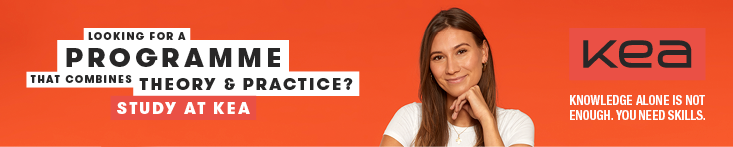 LOOKING FOR A
PROGRAMME
THAT COMBINES THEORY & PRACTICE?
STUDY AT KEA
kea
KNOWLEDGE ALONE IS NOT
ENOUGH. YOU NEED SKILLS.